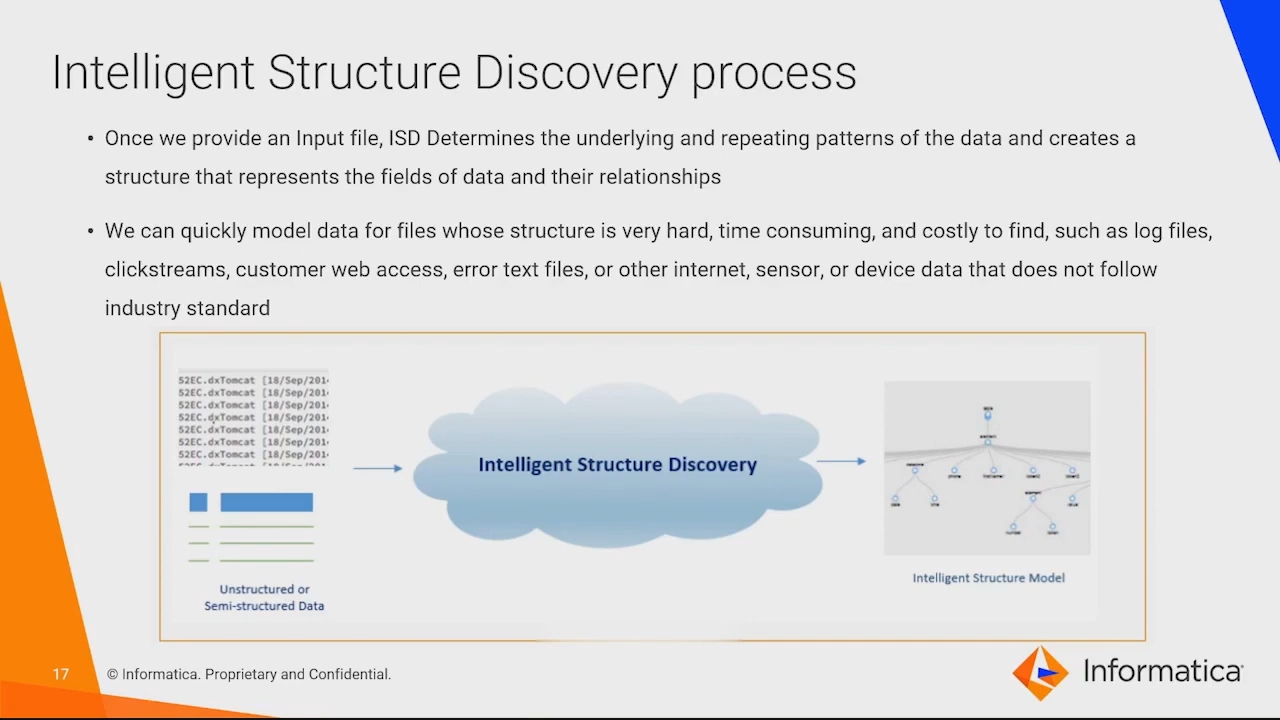 Intelligent Structure Discovery process
• Once we provide an Input file, ISD Determines the underlying and repeating patterns of the data and creates a
structure that represents the fields of data and their relationships
• We can quickly model data for files whose structure is very hard, time consuming, and costly to find, such as log files,
clickstreams, customer web access, error text files, or other internet, sensor, or device data that does not follow
industry standard
52EC.dxTomcat [18/Sep/201
52EC.dxTomcat [18/Sep/201
52EC.dxTomcat [18/Sep/201
52EC.dxTomcat [18/Sep/201
52EC.dxTomcat [18/Sep/201
52EC.dxTomcat [18/Sep/201
52EC.dxTomcat [18/Sep/201
Intelligent Structure Discovery
Unstructured or
Semi-structured Data
Intelligent Structure Model
17
© Informatica. Proprietary and Confidential.
Informatica